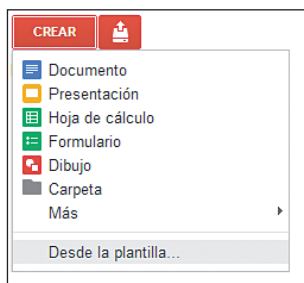 CREAR
Documento
Presentación
Hoja de cálculo
Formulario
Dibujo
Carpeta
Más
Desde la plantilla...